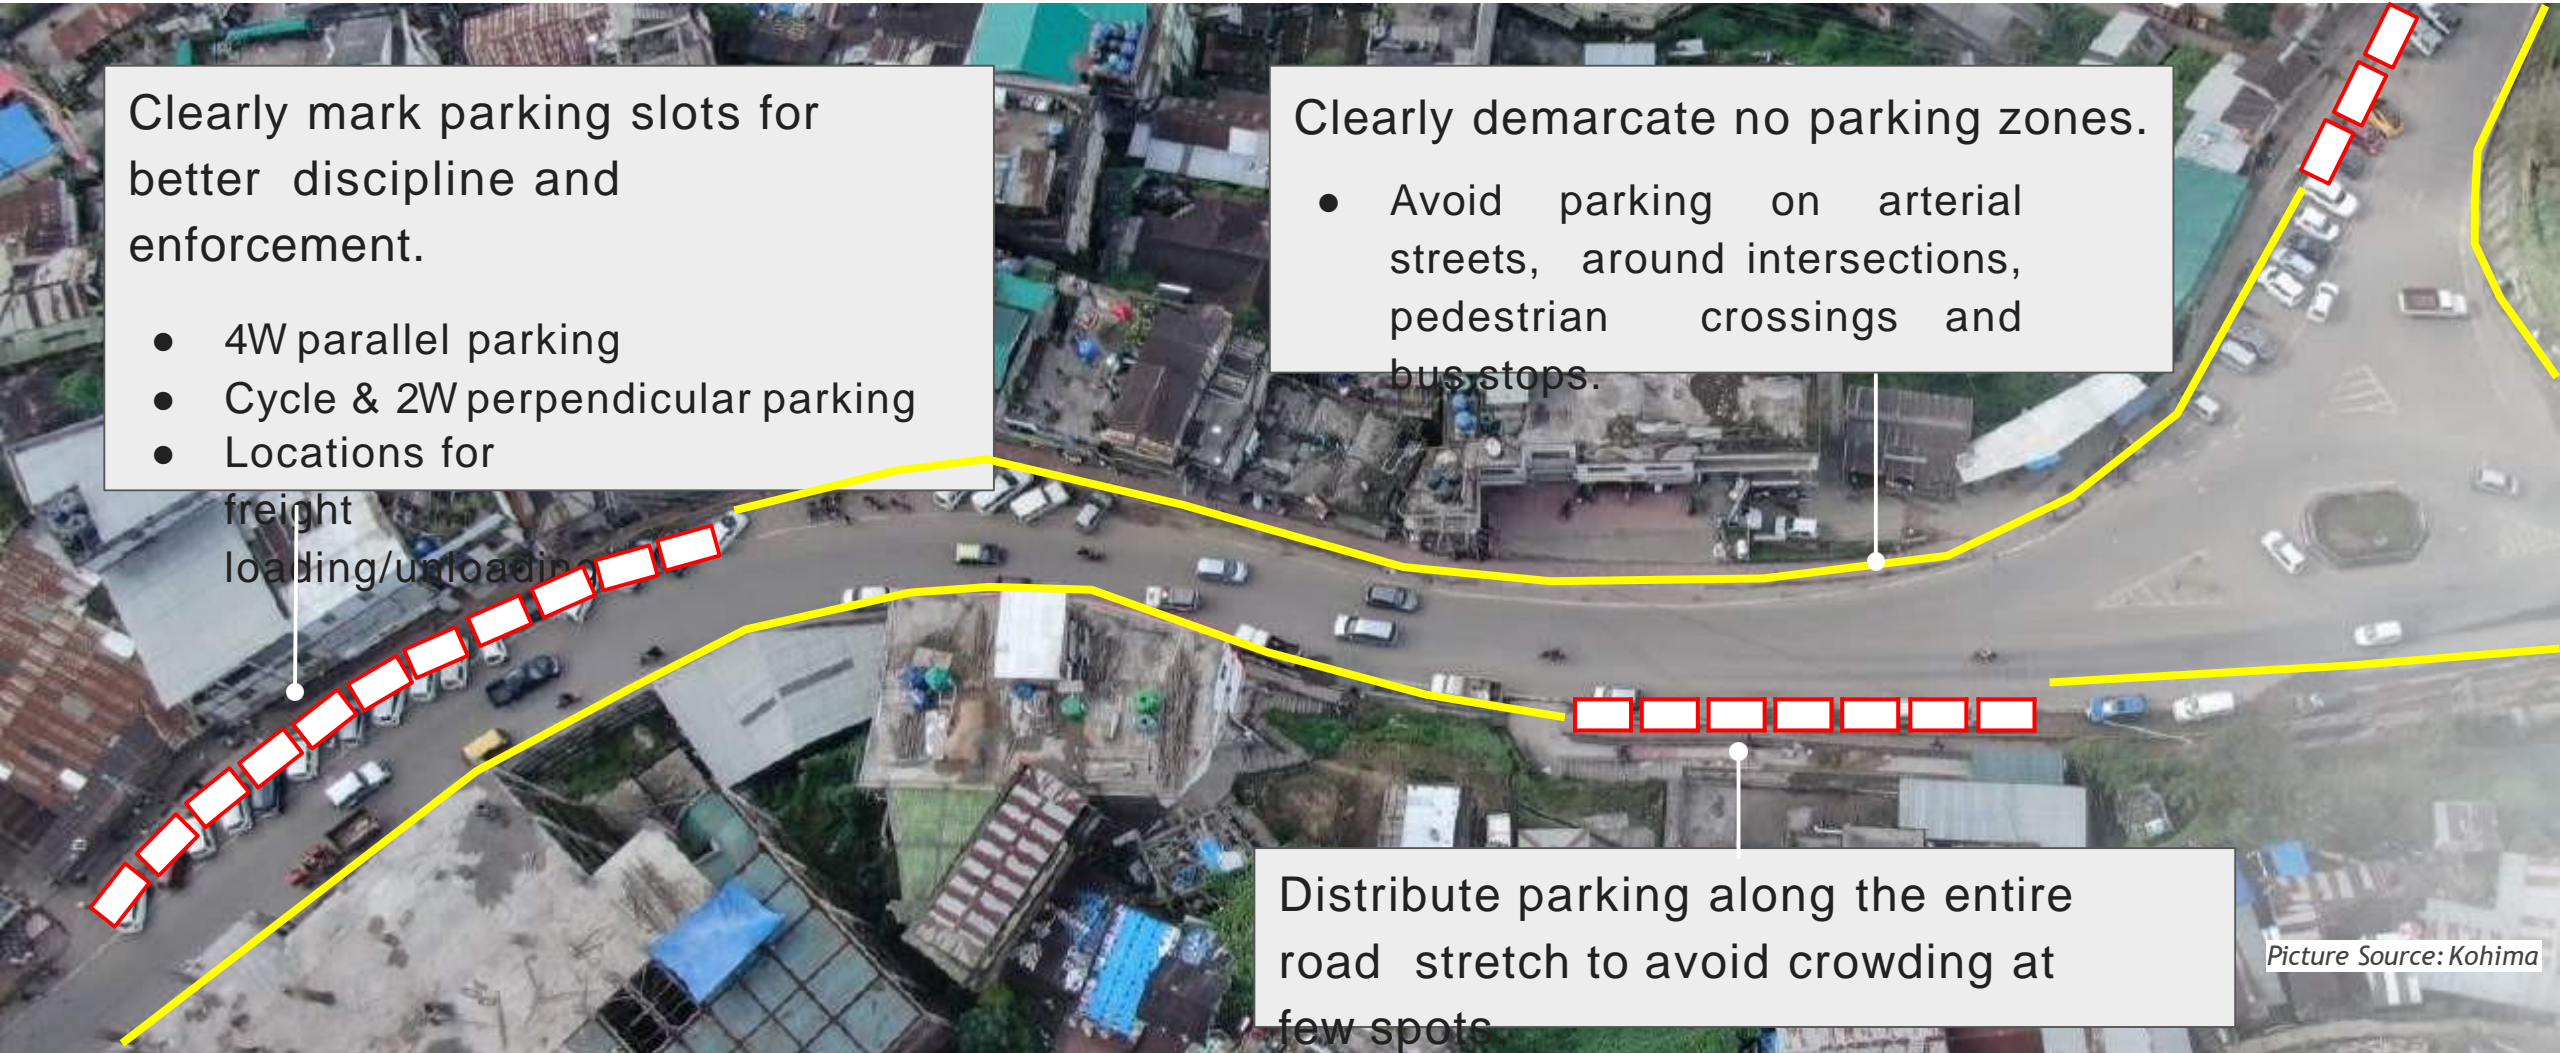 Clearly mark parking slots for
better discipline and
enforcement.
● 4W parallel parking
● Cycle & 2W perpendicular parking
● Locations for
freight
loading/unloading
Clearly demarcate no parking zones.
● Avoid parking on arterial
streets, around intersections,
pedestrian crossings and
bus stops.
Distribute parking along the entire
road stretch to avoid crowding at
few spots.
Picture Source: Kohima